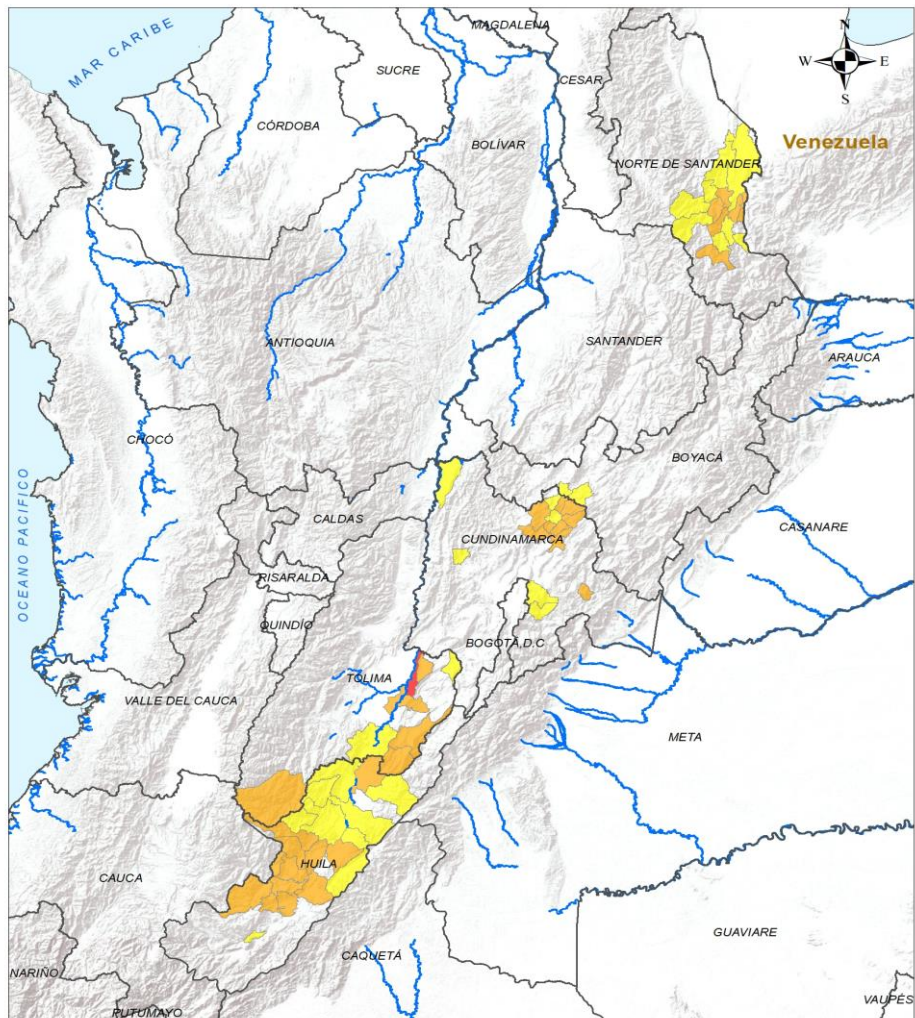 MAGDALENA
MAR CARIBE
N
W E
S
SUCRE
CESAR
CÓRDOBA
BOLÍVAR
Venezuela
NORTE DE SANTANDER
ANTIOQUIA
SANTANDER
ARAUCA
CHOCÓ
BOYACÁ
OCEANO PACIFICO
CALDAS
CASANARE
CUNDINAMARCA
RISARALDA
QUINDÍO
BOGOTÁ, D.C
TOLIMA
VALLE DEL CAUCA
META
HUILA
CAUCA
GUAVIARE
CAQUETÁ
NARIÑO
VAUPÉS
PUTUMAYO